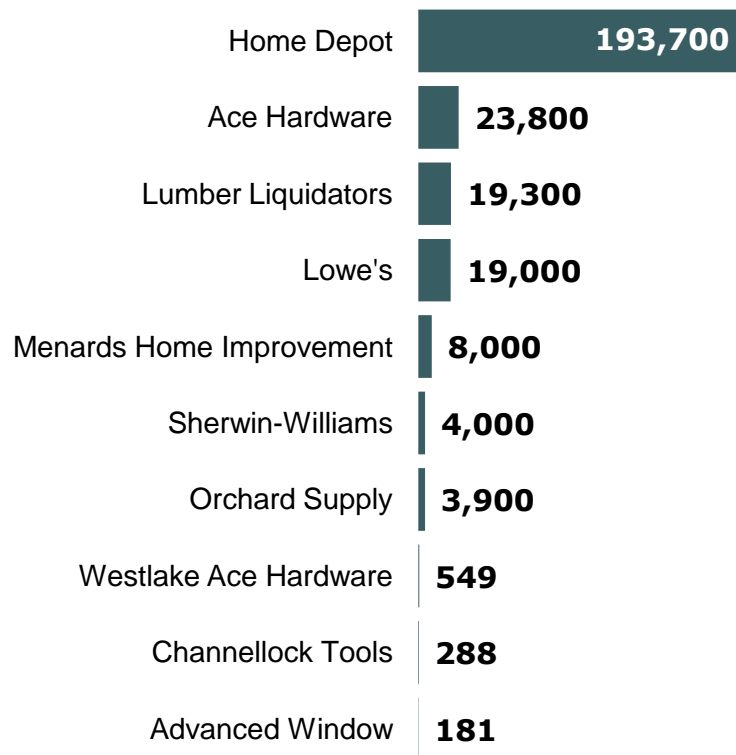 Home Depot 193,700
Ace Hardware 23,800
Lumber Liquidators 19,300
Lowe's 19,000
Menards Home Improvement 8,000
Sherwin-Williams 4,000
Orchard Supply 3,900
Westlake Ace Hardware 549
Channellock Tools 288
Advanced Window 181